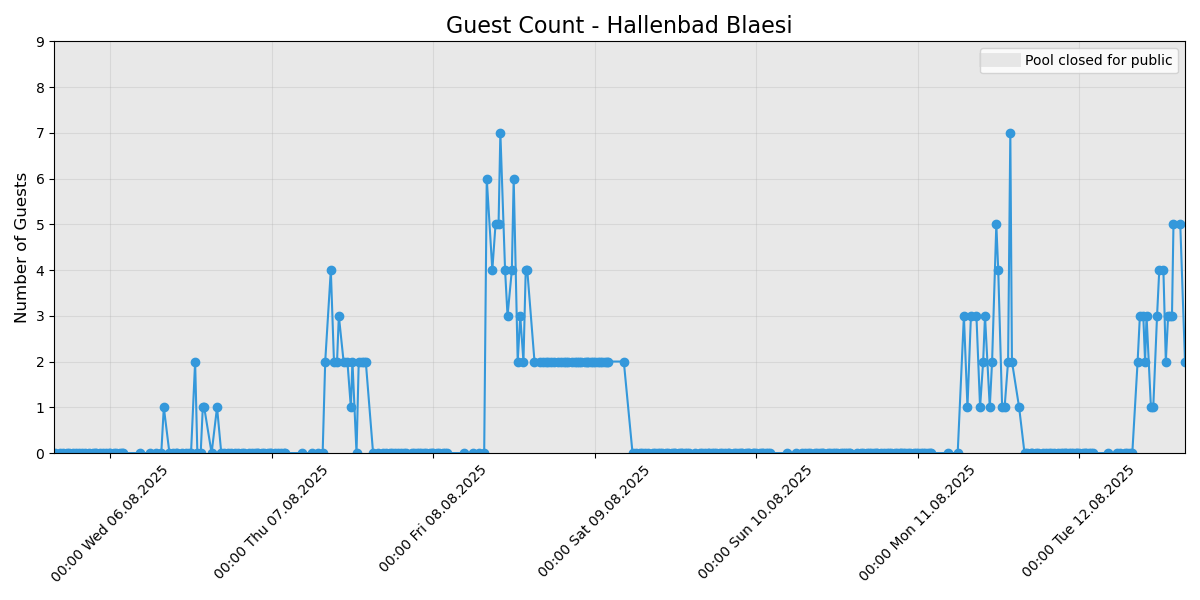 Guest Count - Hallenbad Blaesi
Pool closed for public
Number of Guests
9
8
7
6
5
4
3
2
1
0
00:00 Wed 06.08.2025
00:00 Thu 07.08.2025
00:00 Fri 08.08.2025
00:00 Sat 09.08.2025
00:00 Sun 10.08.2025
00:00 Mon 11.08.2025
00:00 Tue 12.08.2025